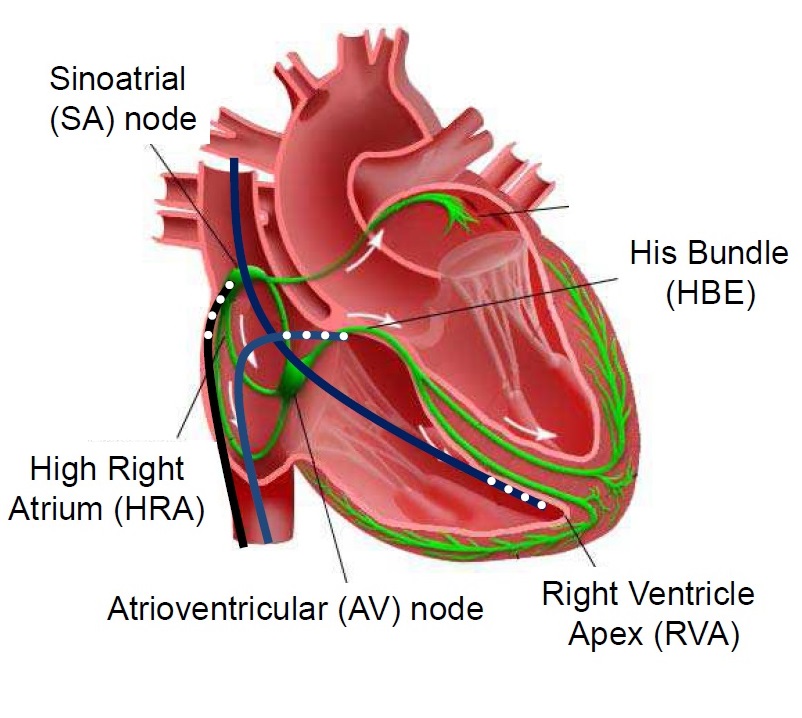 Sinoatrial
(SA) node
His Bundle
(HBE)
High Right
Atrium (HRA)
Atrioventricular (AV) node
Right Ventricle
Apex (RVA)